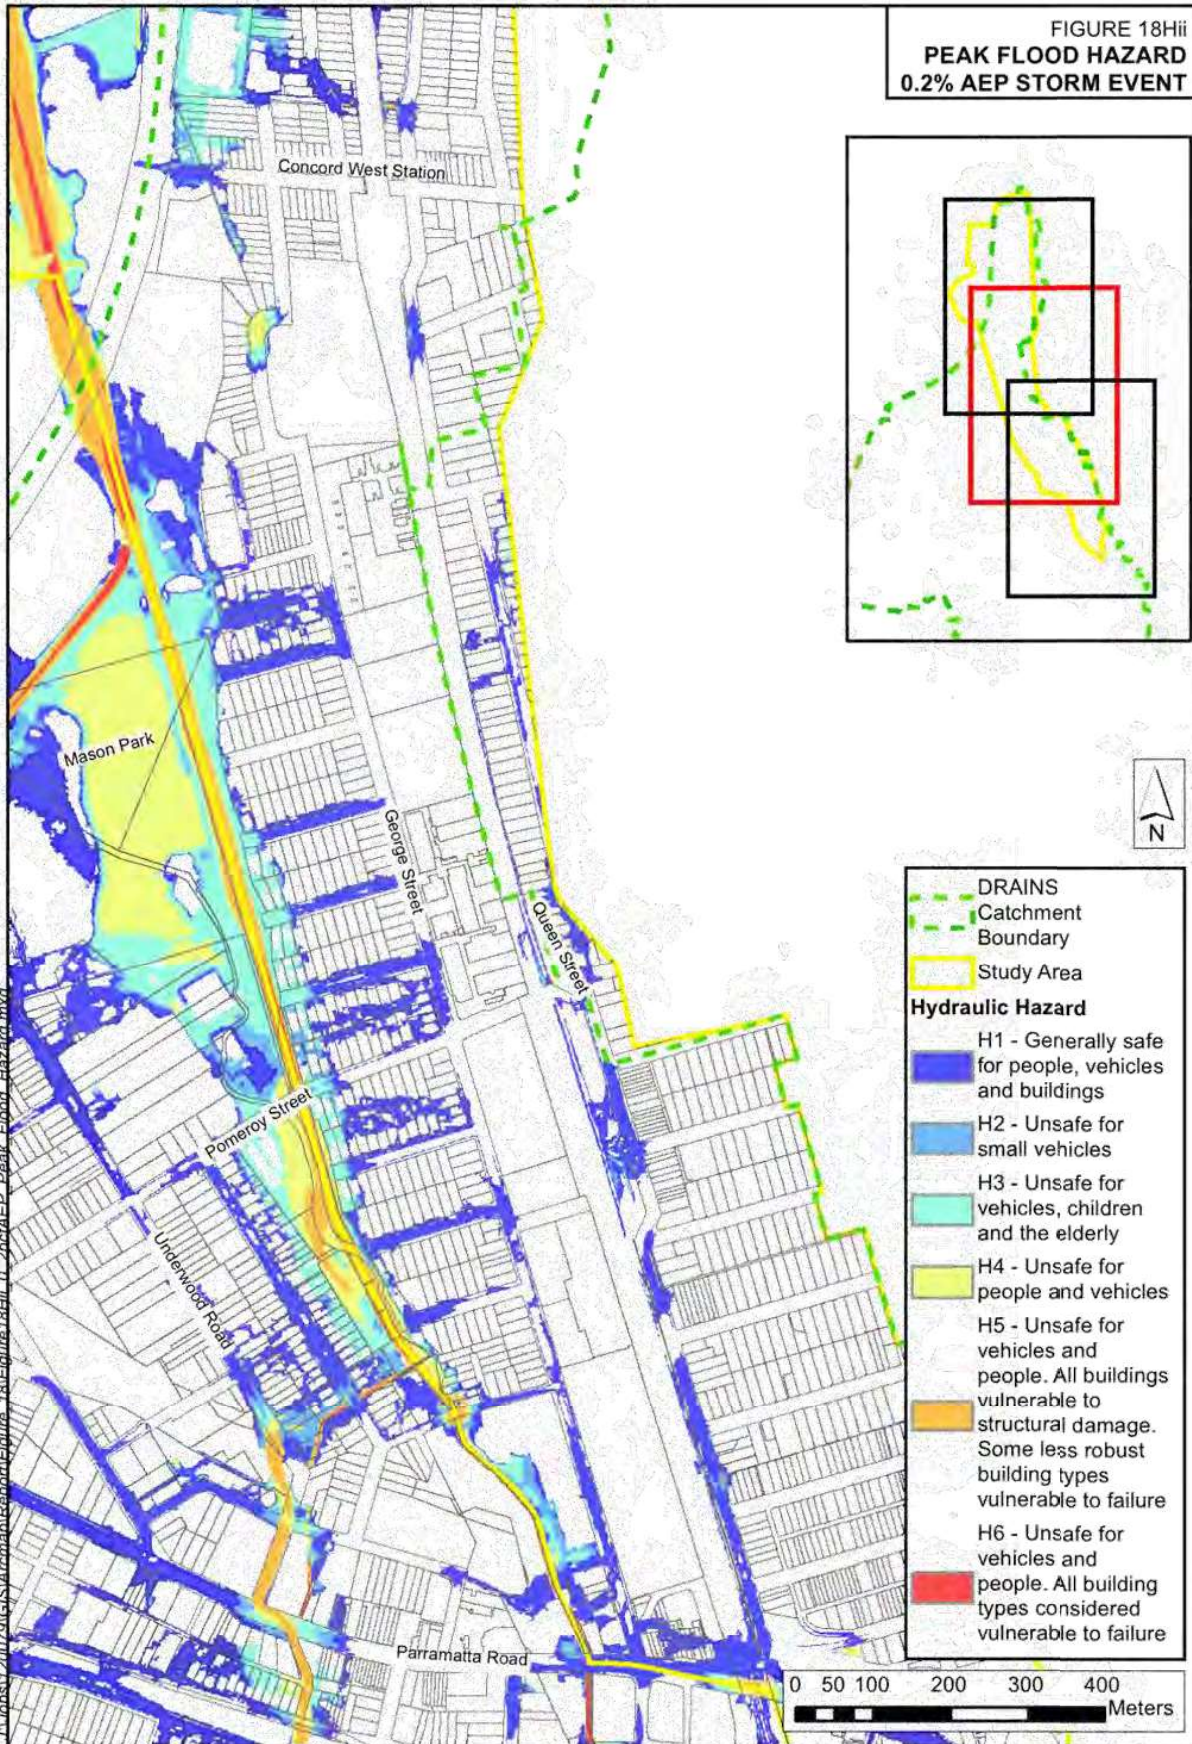 FIGURE 18Hii
PEAK FLOOD HAZARD
0.2% AEP STORM EVENT
Concord West Station
Mason Park
George Street
Queen Street
Pomeroy Street
Underwood Road
Parramatta Road
N
DRAINS
Catchment
Boundary
Study Area
Hydraulic Hazard
H1 - Generally safe
for people, vehicles
and buildings
H2 - Unsafe for
small vehicles
H3 - Unsafe for
vehicles, children
and the elderly
H4 - Unsafe for
people and vehicles
H5 - Unsafe for
vehicles and
people. All buildings
vulnerable to
structural damage.
Some less robust
building types
vulnerable to failure
H6 - Unsafe for
vehicles and
people. All building
types considered
vulnerable to failure
0 50 100 200 300 400
Meters